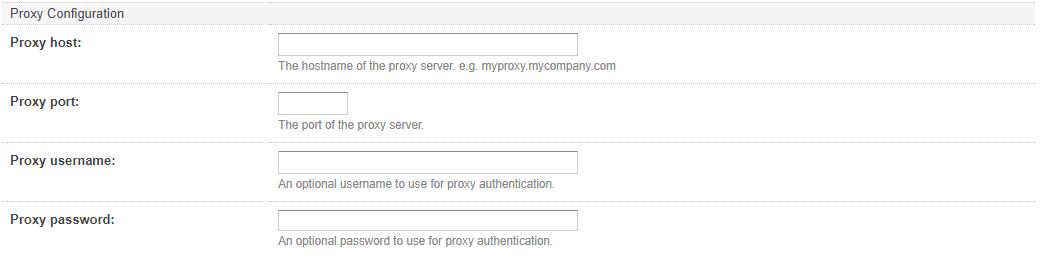 Proxy Configuration
Proxy host:
The hostname of the proxy server. e.g. myproxy.mycompany.com
Proxy port:
The port of the proxy server.
Proxy username:
An optional username to use for proxy authentication.
Proxy password:
An optional password to use for proxy authentication.